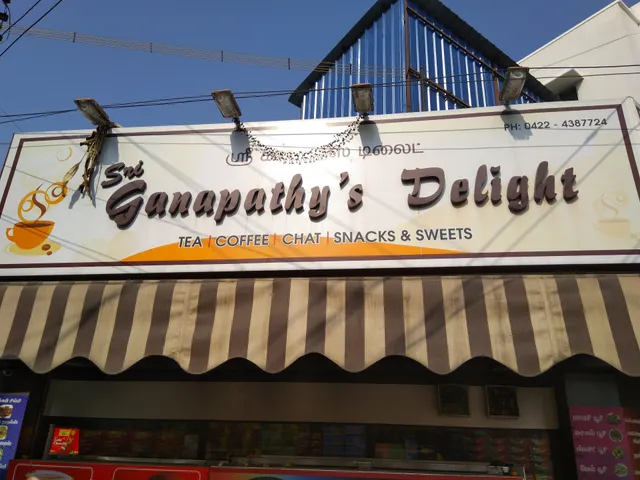 PH: 0422 - 4387724
ஸ்ரீ டிலைட்
Sri
Ganapathy's Delight
TEA | COFFEE | CHAT | SNACKS & SWEETS